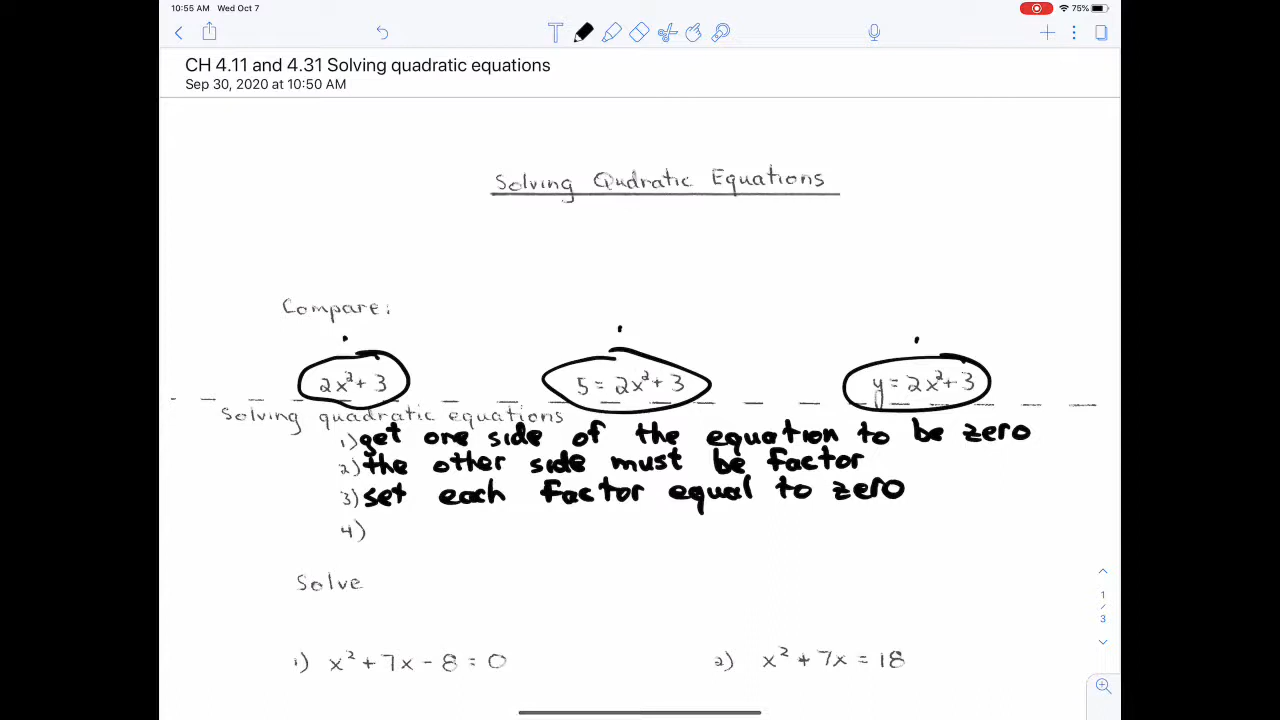 10:55 AM Wed Oct 7 75%
CH 4.11 and 4.31 Solving quadratic equations
Sep 30, 2020 at 10:50 AM
Solving Qudratic Equations
Compare:
2x² + 3 5 = 2x² + 3 y = 2x² + 3
Solving quadratic equations
1) get one side of the equation to be zero
2) the other side must be factor
3) set each factor equal to zero
4)
Solve
1) x² + 7x - 8 = 0 2) x² + 7x = 18
1
/
3